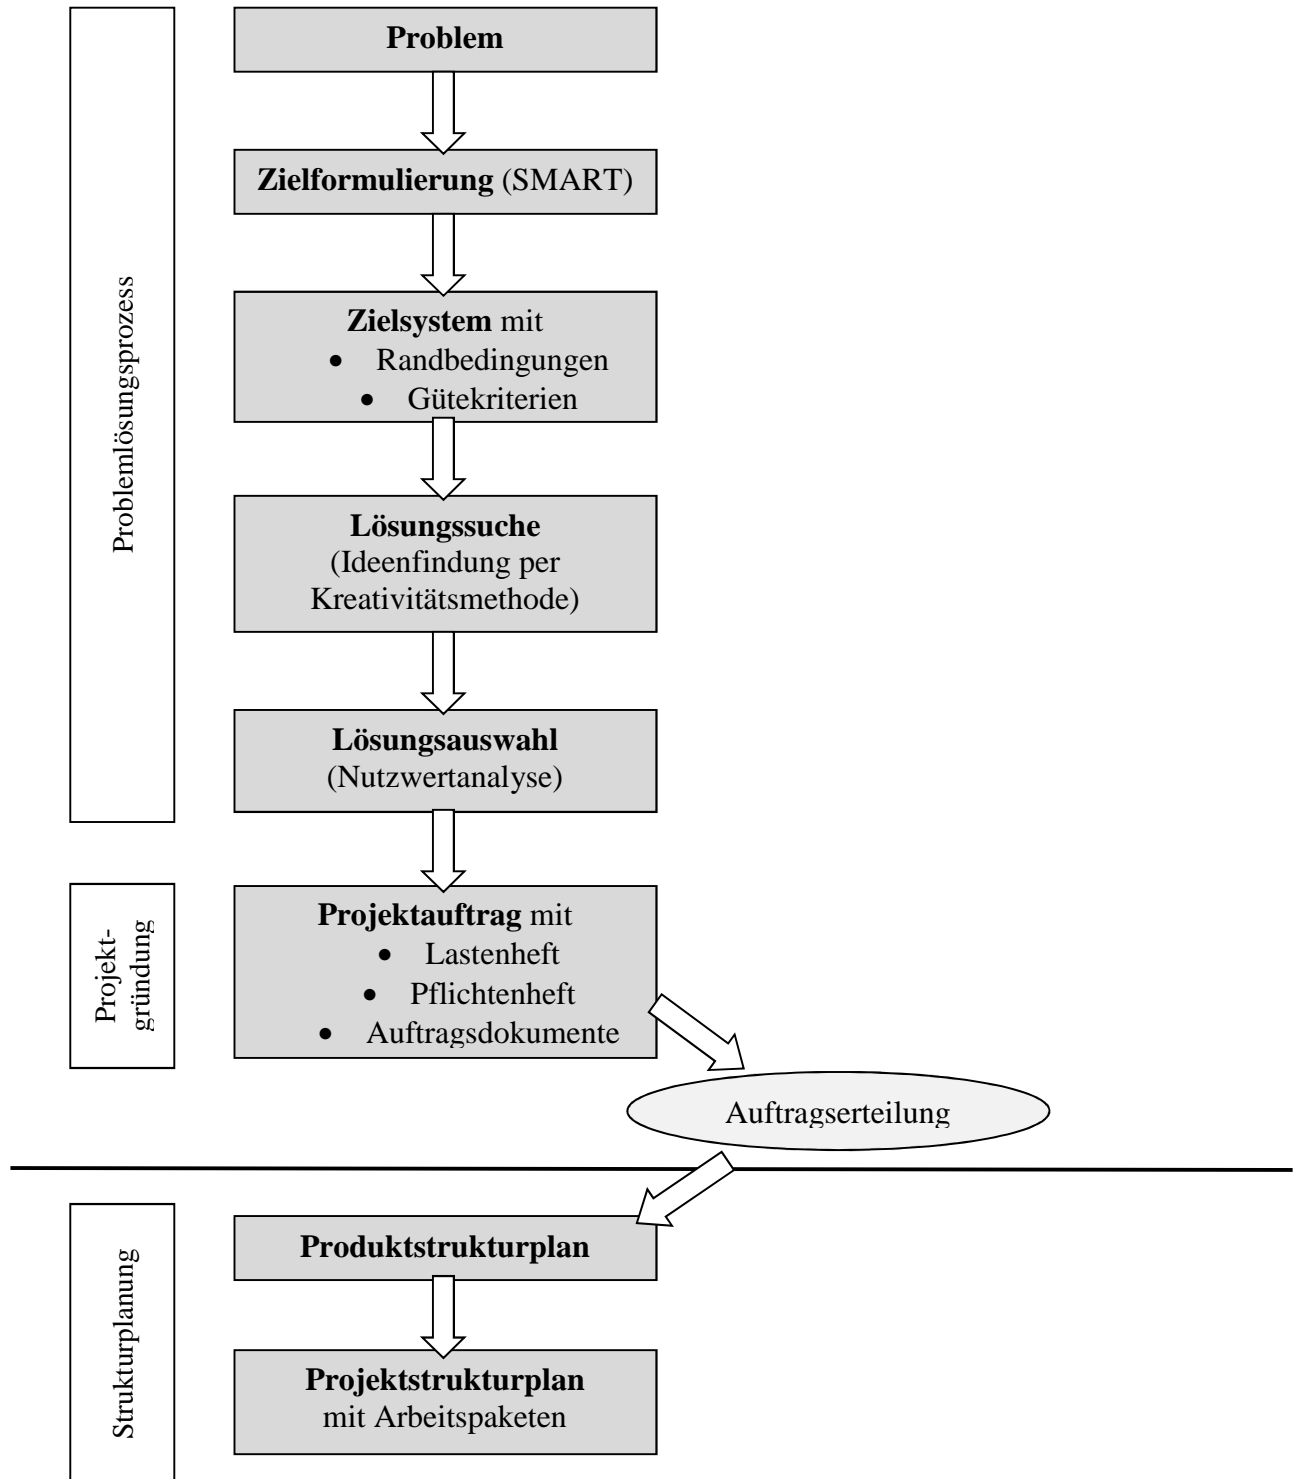 Problemlösungsprozess
Problem
Zielformulierung (SMART)
Zielsystem mit
• Randbedingungen
• Gütekriterien
Lösungssuche
(Ideenfindung per
Kreativitätsmethode)
Lösungsauswahl
(Nutzwertanalyse)
Projekt-
gründung
Projektauftrag mit
• Lastenheft
• Pflichtenheft
• Auftragsdokumente
Auftragserteilung
Strukturplanung
Produktstrukturplan
Projektstrukturplan
mit Arbeitspaketen